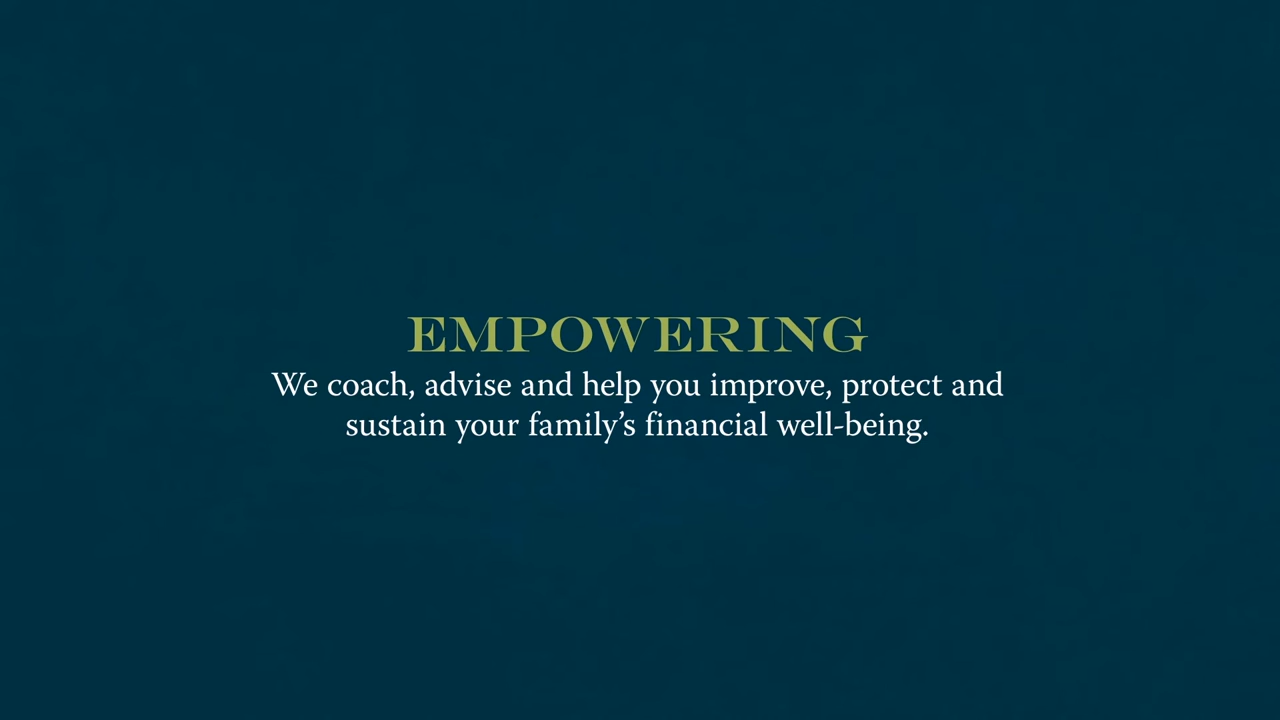 EMPOWERING
We coach, advise and help you improve, protect and
sustain your family’s financial well-being.